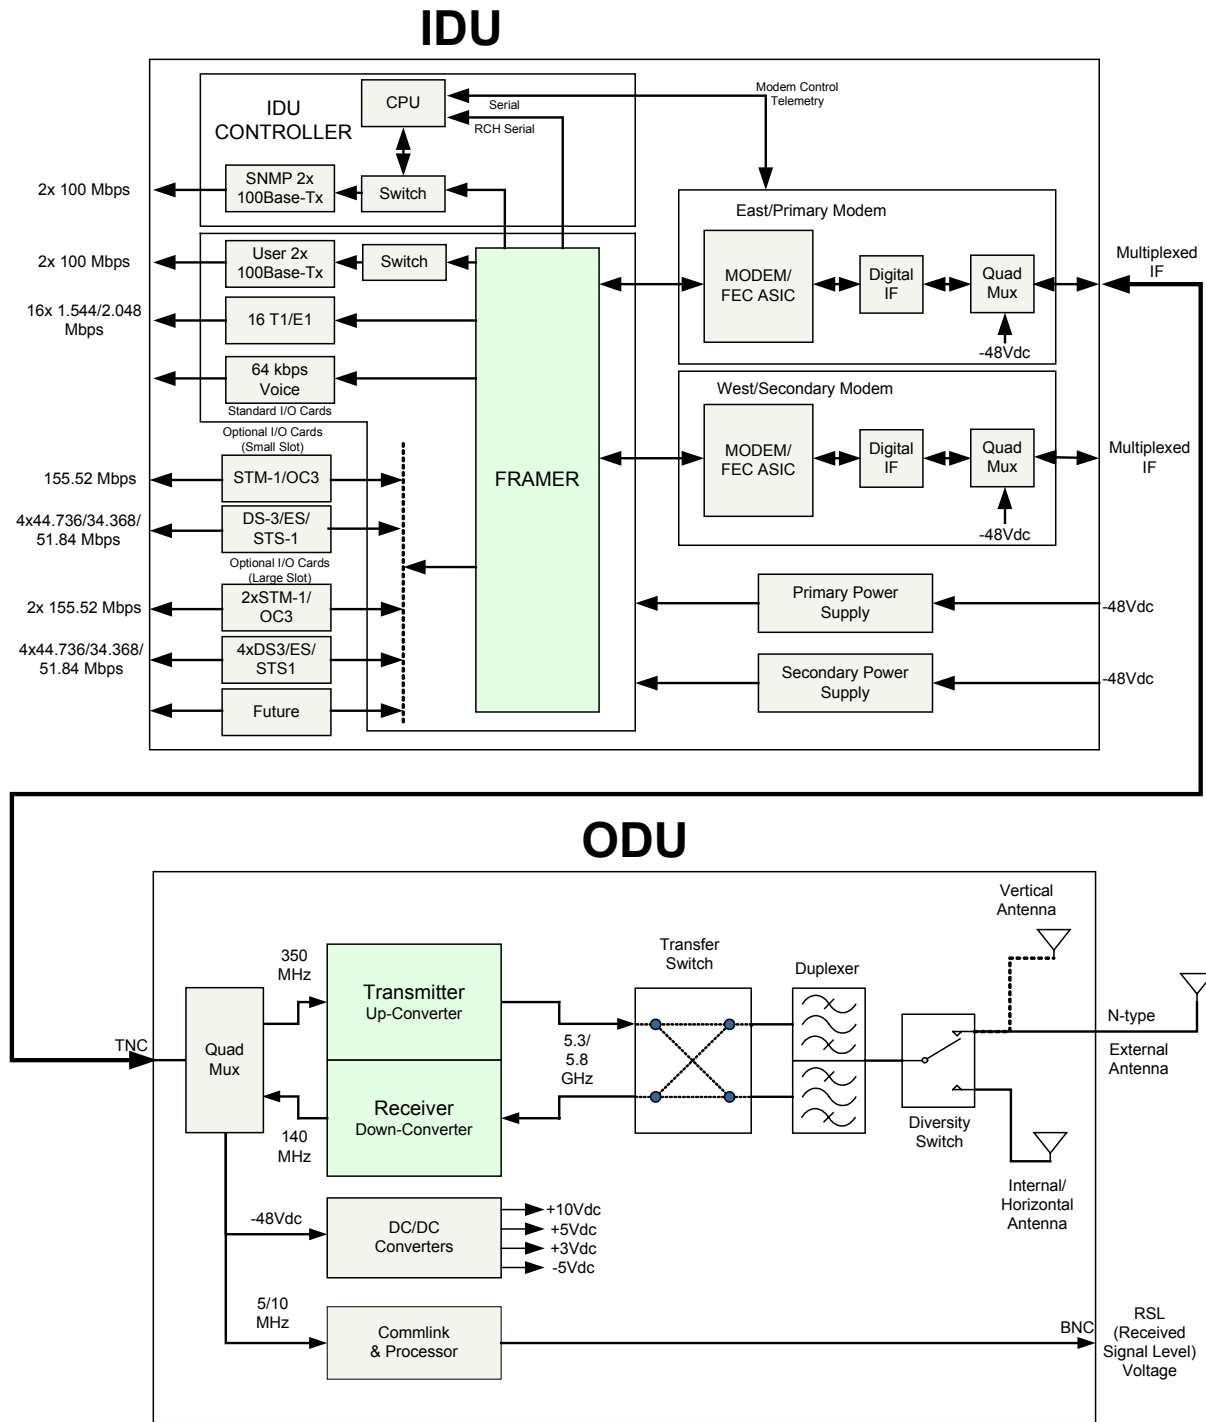 IDU
IDU
CONTROLLER
CPU
Serial
RCH Serial
Modem Control
Telemetry
2x 100 Mbps
SNMP 2x
100Base-Tx
Switch
East/Primary Modem
2x 100 Mbps
User 2x
100Base-Tx
Switch
MODEM/
FEC ASIC
Digital
IF
Quad
Mux
-48Vdc
Multiplexed
IF
16x 1.544/2.048
Mbps
16 T1/E1
64 kbps
Voice
Standard I/O Cards
West/Secondary Modem
Optional I/O Cards
(Small Slot)
FRAMER
MODEM/
FEC ASIC
Digital
IF
Quad
Mux
-48Vdc
Multiplexed
IF
155.52 Mbps
STM-1/OC3
4x44.736/34.368/
51.84 Mbps
DS-3/ES/
STS-1
Optional I/O Cards
(Large Slot)
2x 155.52 Mbps
2xSTM-1/
OC3
Primary Power
Supply
-48Vdc
4x44.736/34.368/
51.84 Mbps
4xDS3/ES/
STS1
Secondary Power
Supply
-48Vdc
Future
ODU
Vertical
Antenna
350
MHz
Transmitter
Up-Converter
Transfer
Switch
Duplexer
N-type
External
Antenna
TNC
Quad
Mux
5.3/
5.8
GHz
Receiver
Down-Converter
140
MHz
Diversity
Switch
Internal/
Horizontal
Antenna
-48Vdc
DC/DC
Converters
+10Vdc
+5Vdc
+3Vdc
-5Vdc
5/10
MHz
Commlink
& Processor
BNC
RSL
(Received
Signal Level)
Voltage